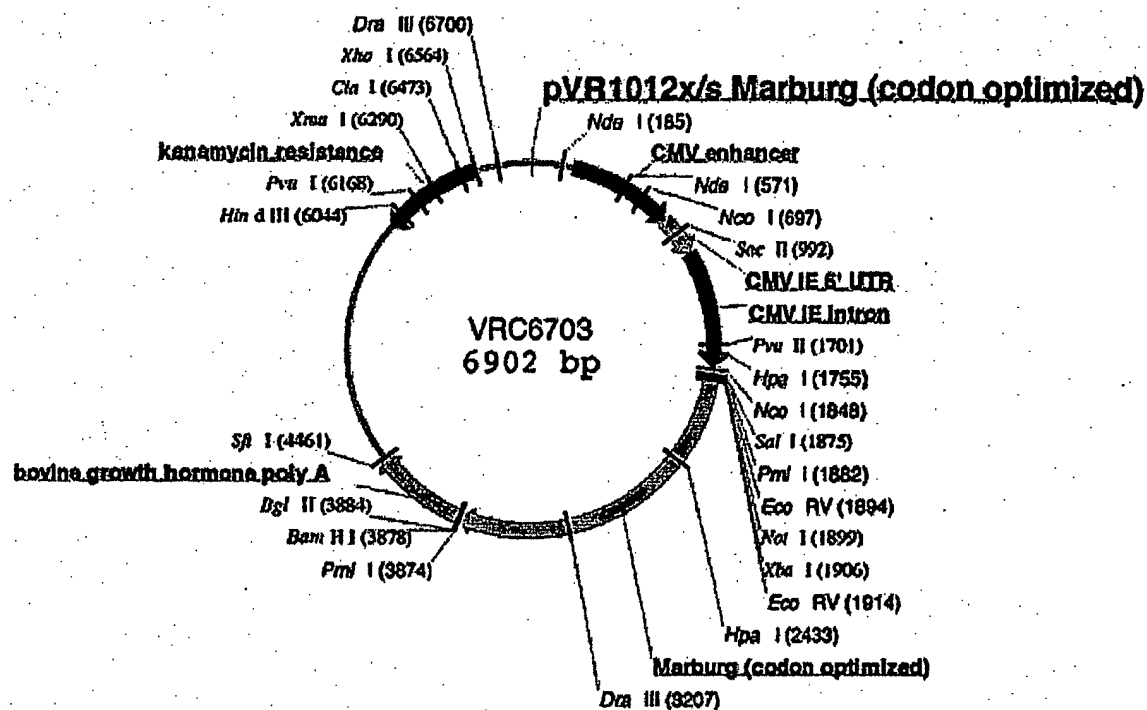 Dra III (6700)
Xho I (6564)
Cla I (6473)
Xma I (6290)
kanamycin resistance
Pvu I (6168)
Hin d III (6044)
pVR1012x/s Marburg (codon optimized)
Nde I (185)
CMV enhancer
Nde I (571)
Nco I (697)
Sac II (992)
CMV IE 5' UTR
CMV IE Intron
Pvu II (1701)
Hpa I (1755)
Nco I (1848)
Sal I (1875)
Pml I (1882)
Eco RV (1894)
Not I (1899)
Xba I (1906)
Eco RV (1914)
Hpa I (2433)
Marburg (codon optimized)
Dra III (3207)
VRC6703
6902 bp
Sfi I (4461)
bovine growth hormone poly A
Bgl II (3884)
Bam H I (3878)
Pml I (3874)